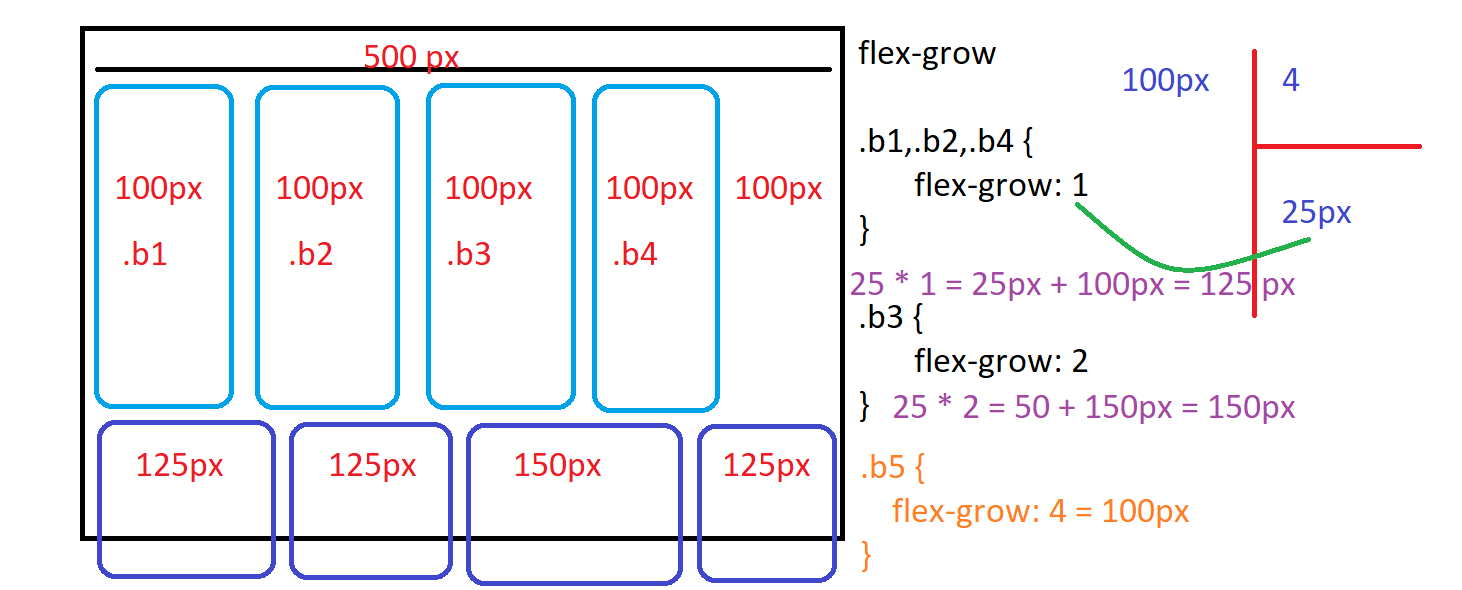 500 px
100px
100px
100px
100px
100px
.b1
.b2
.b3
.b4
125px
125px
150px
125px
flex-grow
100px
4
25px
.b1,.b2,.b4 {
flex-grow: 1
}
25 * 1 = 25px + 100px = 125 px
.b3 {
flex-grow: 2
}
25 * 2 = 50 + 150px = 150px
.b5 {
flex-grow: 4 = 100px
}